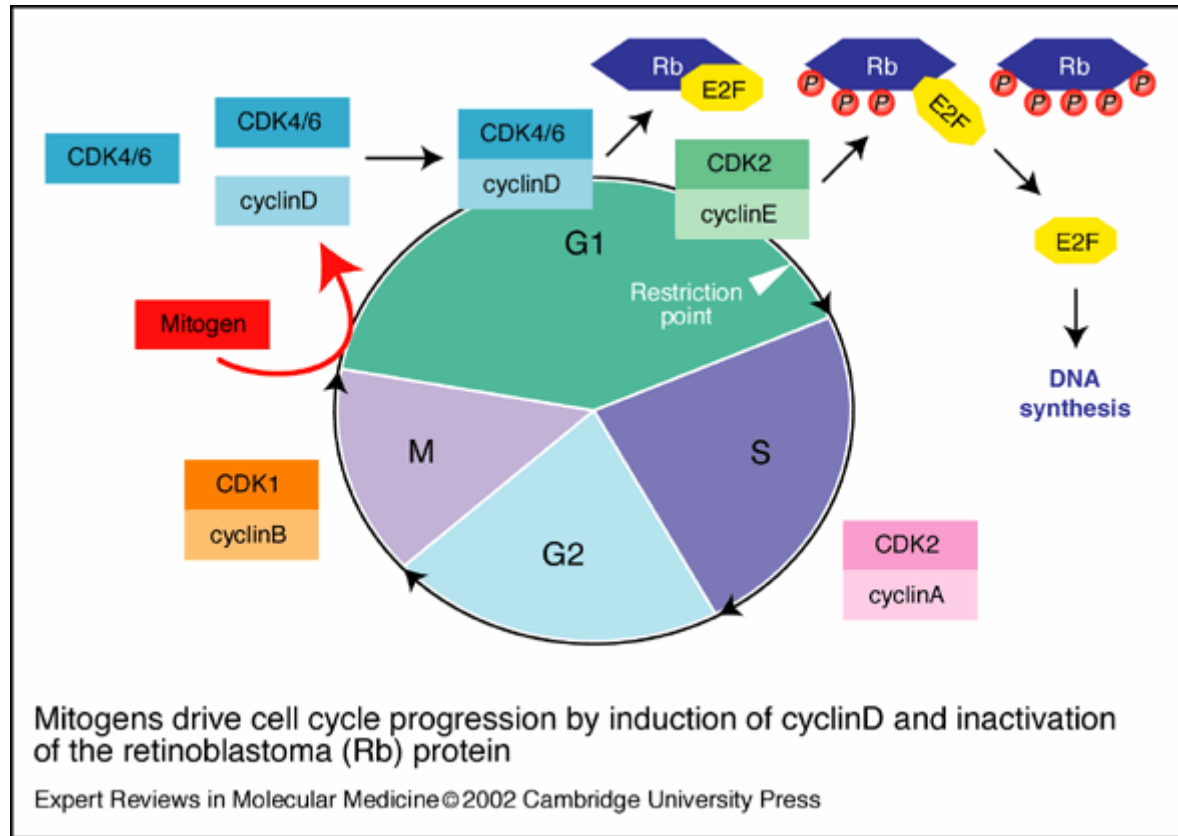 Rb
E2F
Rb
E2F
P
P
P
P
Rb
P
P
P
P
P
CDK4/6
CDK4/6
cyclinD
CDK4/6
cyclinD
CDK2
cyclinE
G1
Restriction
point
E2F
Mitogen
DNA
synthesis
M
S
CDK1
cyclinB
G2
CDK2
cyclinA
Mitogens drive cell cycle progression by induction of cyclinD and inactivation
of the retinoblastoma (Rb) protein
Expert Reviews in Molecular Medicine©2002 Cambridge University Press